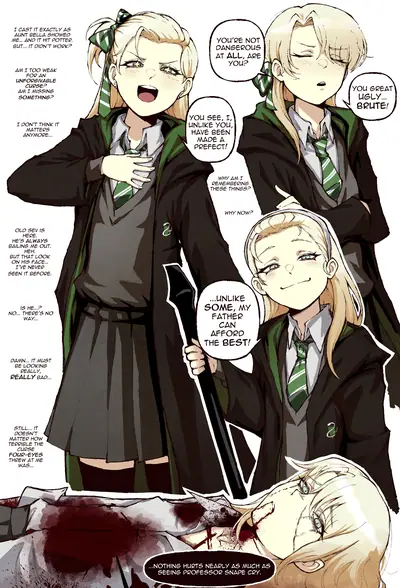 I CAST IT EXACTLY AS
AUNT BELLA SHOWED
ME... AND IT HIT POTTER.
BUT... IT DIDN'T WORK?
AM I TOO
WEAK FOR AN
UNFORGIVABLE
CURSE?
AM I MISSING
SOMETHING?
I DON'T THINK IT
MATTERS
ANYMORE...
OLD SEV IS
HERE.
HE'S ALWAYS
BAILING ME OUT.
HEH.
BUT THAT LOOK
ON HIS FACE...
I'VE NEVER
SEEN IT BEFORE.
IS HE...?
NO... THERE'S NO
WAY...
DAMN... IT MUST
BE LOOKING
REALLY,
REALLY BAD...
STILL... IT
DOESN'T
MATTER HOW
TERRIBLE THE
CURSE
FOUR-EYES
THREW AT ME
WAS...
YOU'RE NOT
DANGEROUS
AT ALL, ARE
YOU?
YOU GREAT
UGLY...
BRUTE!
YOU SEE, I,
UNLIKE YOU,
HAVE BEEN
MADE A
PREFECT!
WHY AM I
REMEMBERING
THESE THINGS?
WHY NOW?
...UNLIKE
SOME, MY
FATHER
CAN
AFFORD
THE BEST!
...NOTHING HURTS NEARLY AS MUCH AS
SEEING PROFESSOR SNAPE CRY.